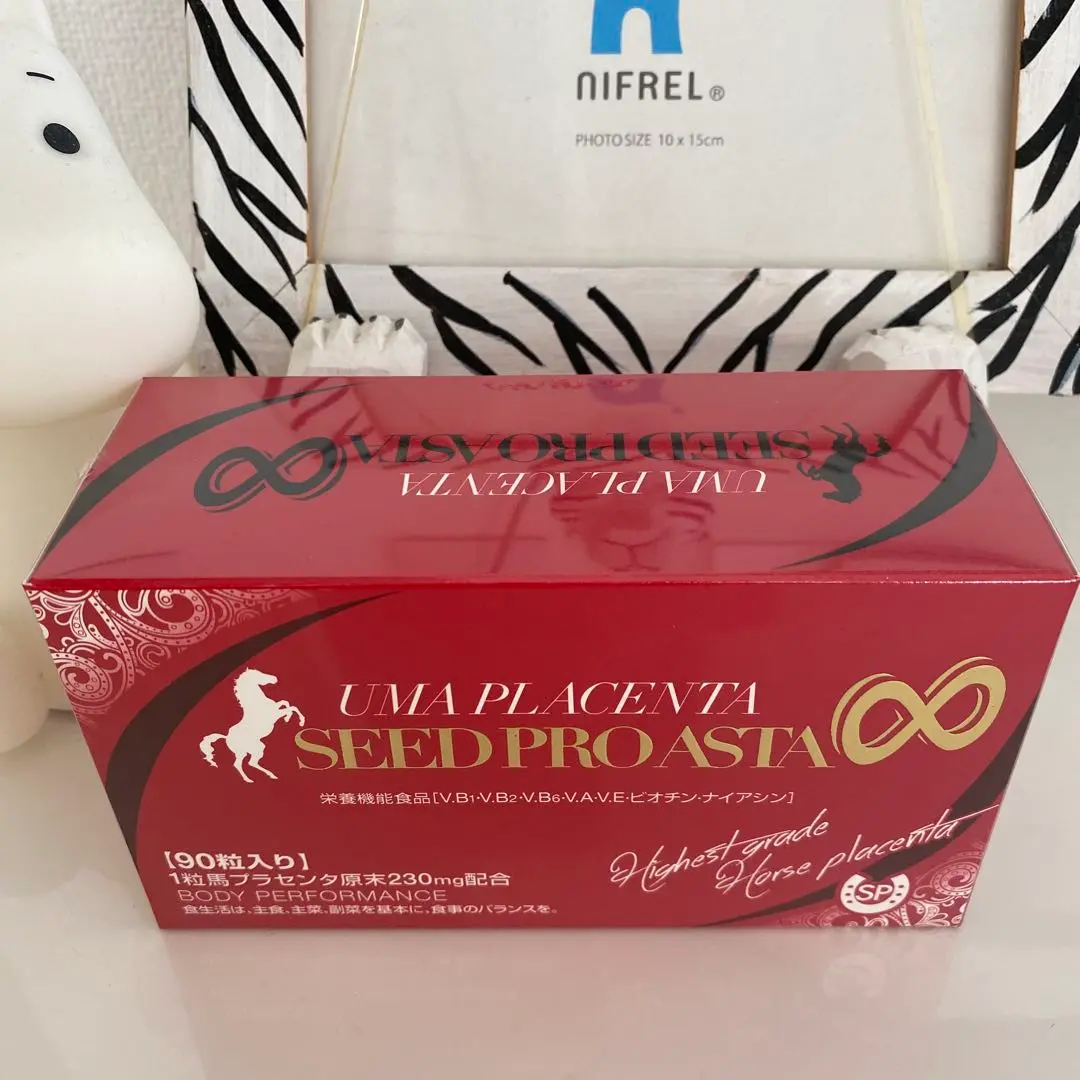 NIFREL®
PHOTO SIZE 10 x 15cm
SEED PRO ASTA
UMA PLACENTA
UMA PLACENTA
SEED PRO ASTA
栄養機能食品[V.B1・V.B2・V.B6・V.A・V.E・ビオチン・ナイアシン]
Highest grade
Horse placenta
SP
【90粒入り】
1粒馬プラセンタ原末230mg配合
BODY PERFORMANCE
食生活は、主食、主菜、副菜を基本に、食事のバランスを。